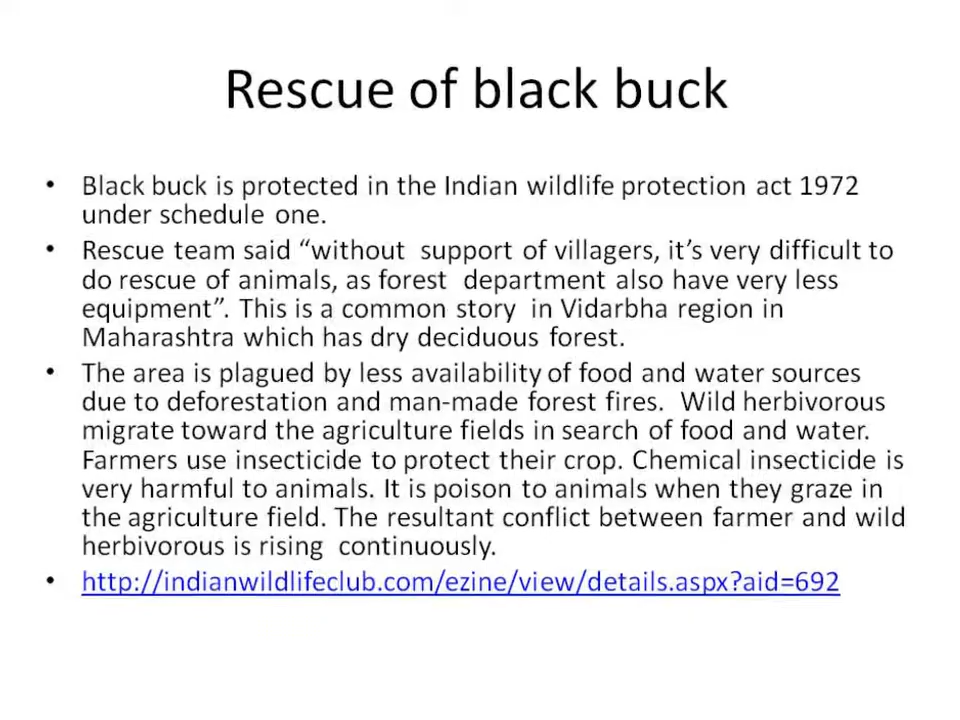 Rescue of black buck
• Black buck is protected in the Indian wildlife protection act 1972
under schedule one.
• Rescue team said “without  support of villagers, it’s very difficult to
do rescue of animals, as forest  department also have very less
equipment”. This is a common story  in Vidarbha region in
Maharashtra which has dry deciduous forest.
• The area is plagued by less availability of food and water sources
due to deforestation and man-made forest fires.  Wild herbivorous
migrate toward the agriculture fields in search of food and water.
Farmers use insecticide to protect their crop. Chemical insecticide is
very harmful to animals. It is poison to animals when they graze in
the agriculture field. The resultant conflict between farmer and wild
herbivorous is rising  continuously.
• http://indianwildlifeclub.com/ezine/view/details.aspx?aid=692